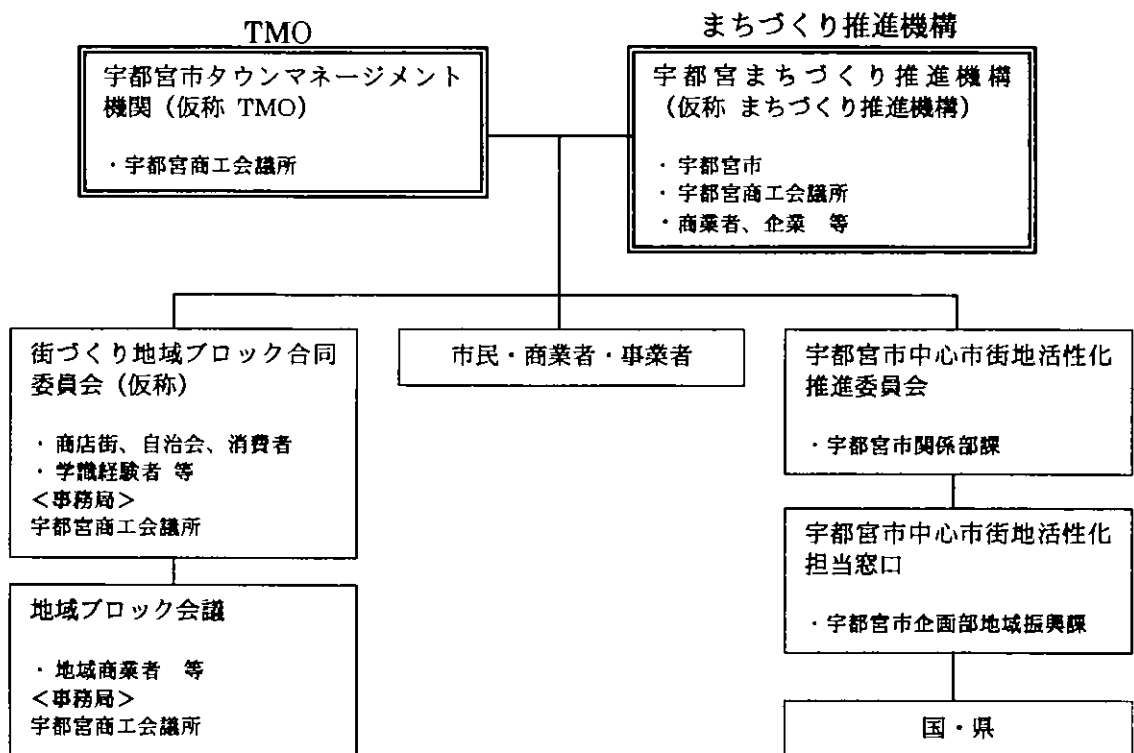 TMO
宇都宮市タウンマネージメント
機関（仮称 TMO）
・宇都宮商工会議所
まちづくり推進機構
宇都宮まちづくり推進機構
（仮称 まちづくり推進機構）
・宇都宮市
・宇都宮商工会議所
・商業者、企業 等
街づくり地域ブロック合同
委員会（仮称）
・商店街、自治会、消費者
・学識経験者 等
＜事務局＞
宇都宮商工会議所
市民・商業者・事業者
宇都宮市中心市街地活性化
推進委員会
・宇都宮市関係部課
地域ブロック会議
・地域商業者 等
＜事務局＞
宇都宮商工会議所
宇都宮市中心市街地活性化
担当窓口
・宇都宮市企画部地域振興課
国・県